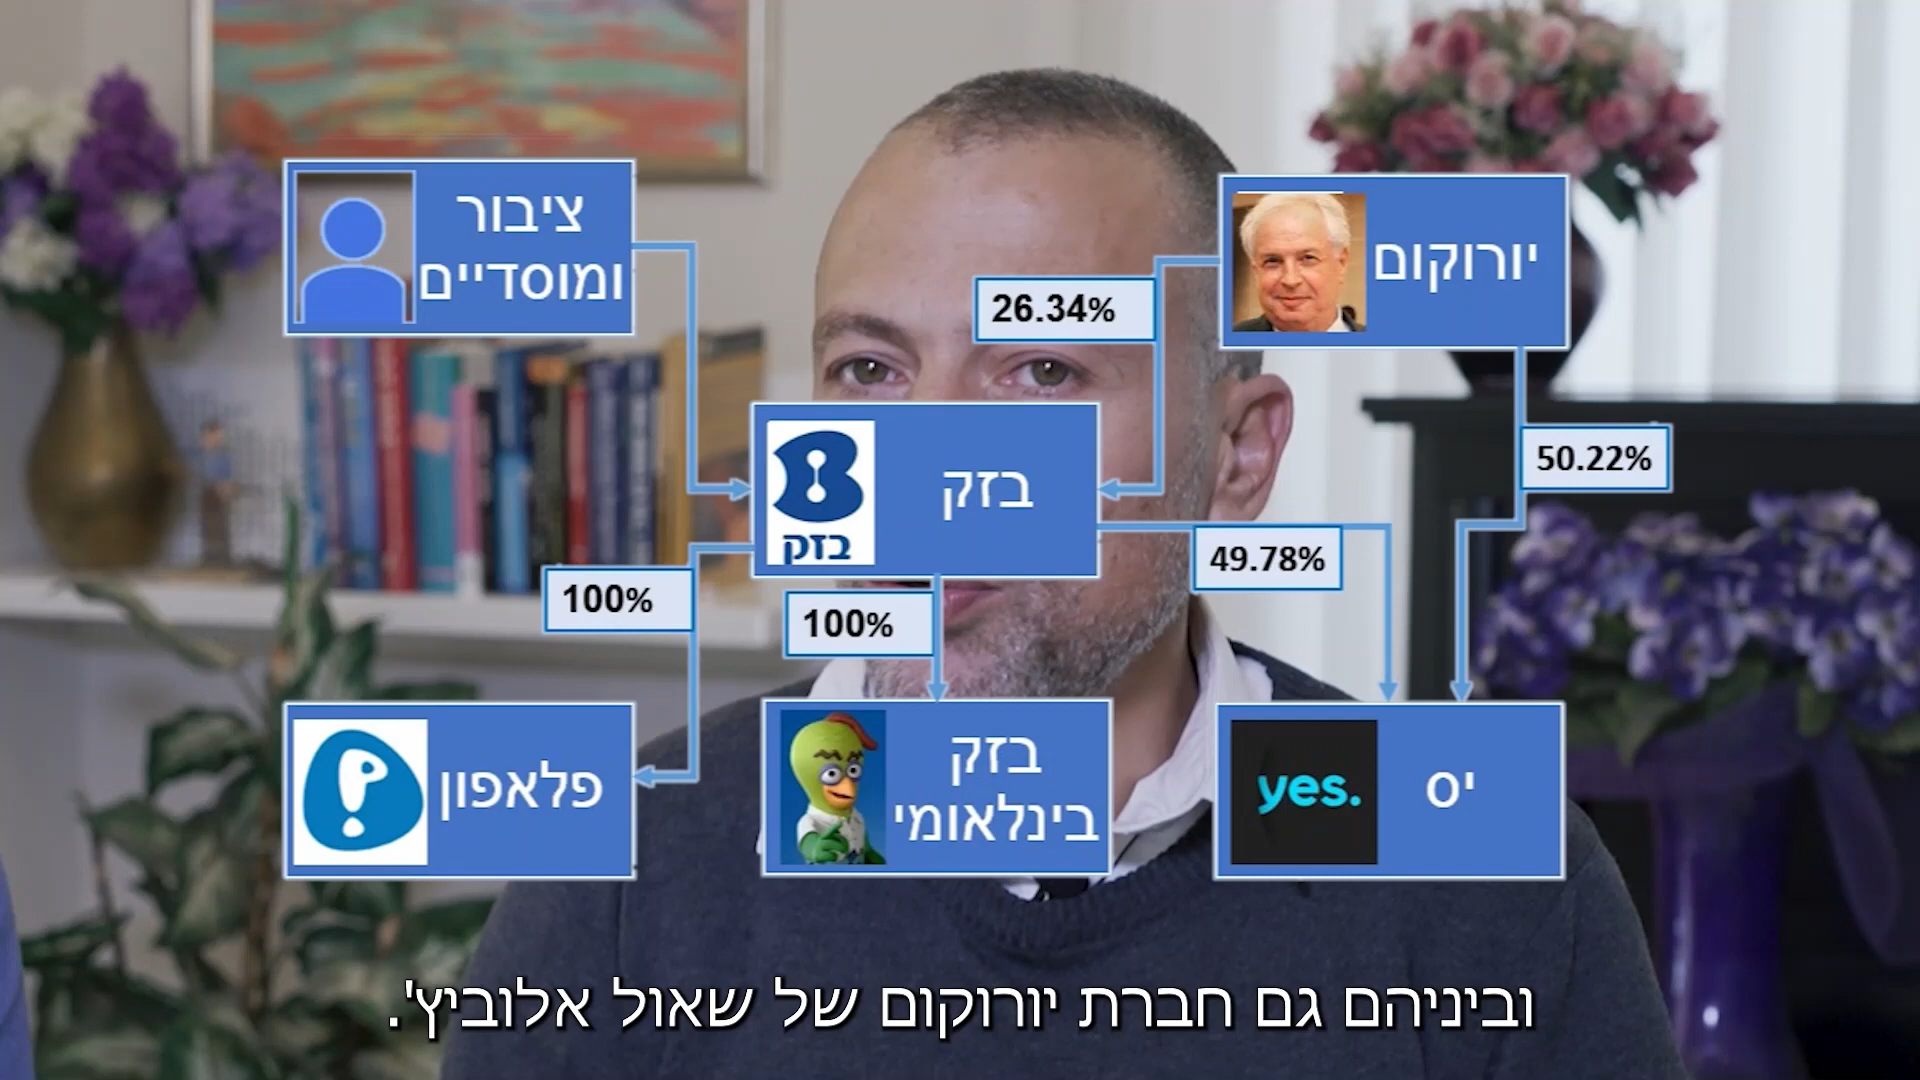 ציבור
ומוסדיים
יורוקום
26.34%
50.22%
בזק
בזק
49.78%
100%
100%
פלאפון
בזק
בינלאומי
yes.
יס
וביניהם גם חברת יורוקום של שאול אלוביץ'.